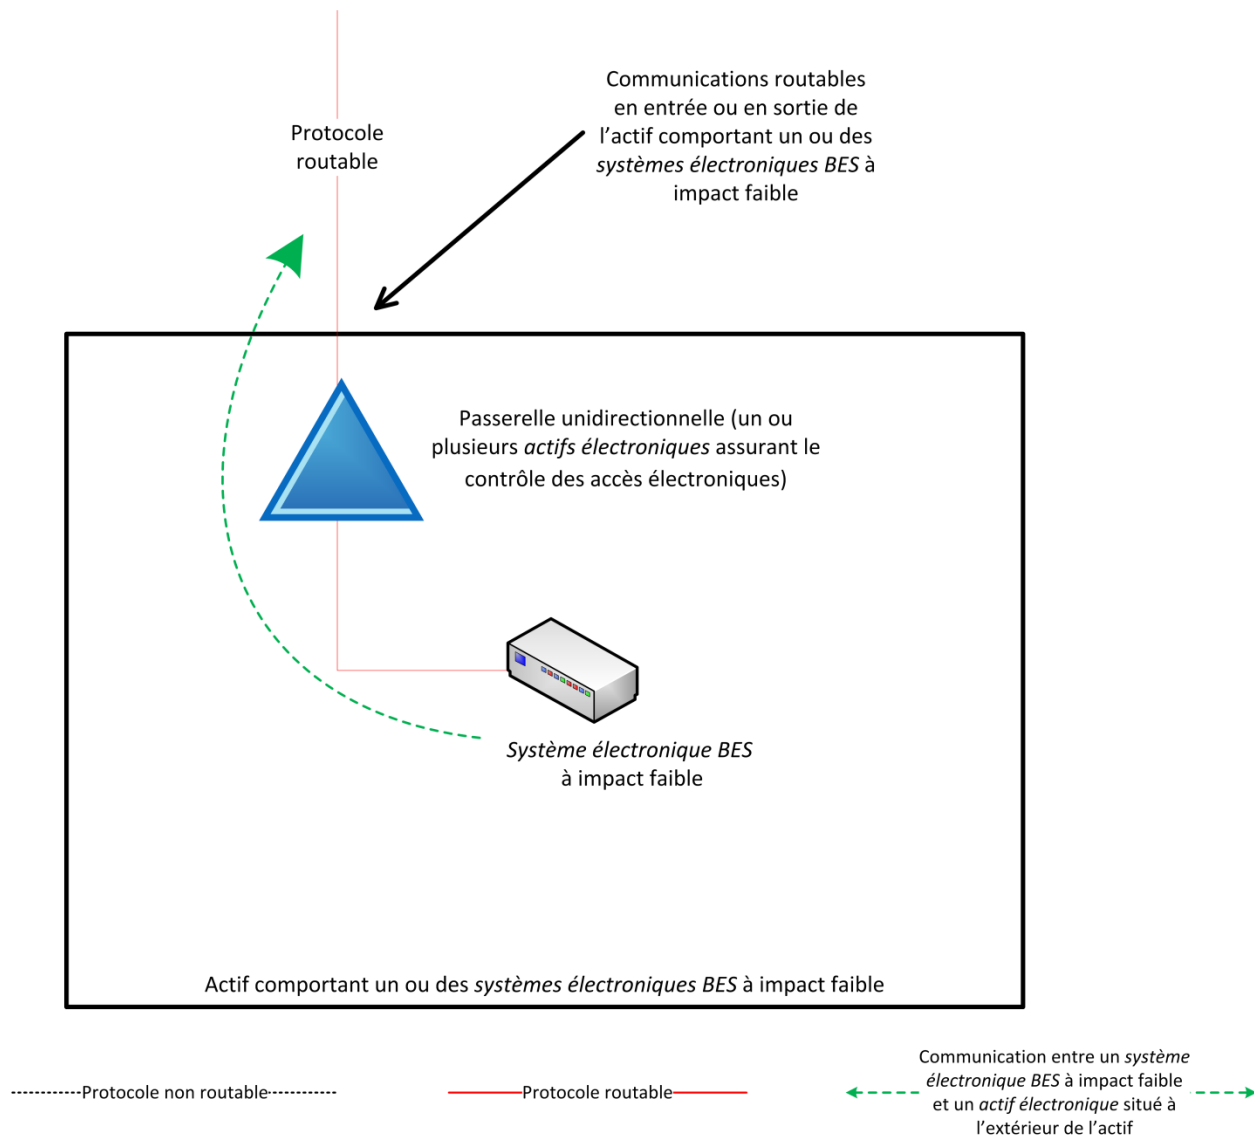 Communications routables
en entrée ou en sortie de
l'actif comportant un ou des
systèmes électroniques BES à
impact faible
Protocole
routable
Passerelle unidirectionnelle (un ou
plusieurs actifs électroniques assurant le
contrôle des accès électroniques)
Système électronique BES
à impact faible
Actif comportant un ou des systèmes électroniques BES à impact faible
Protocole non routable
Protocole routable
Communication entre un système
électronique BES à impact faible
et un actif électronique situé à
l'extérieur de l'actif